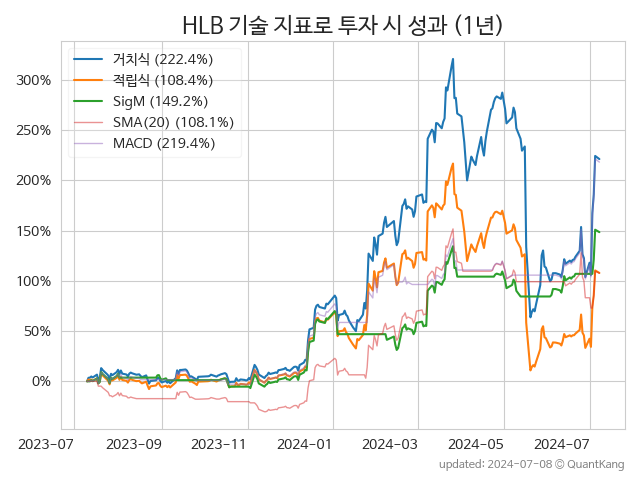 HLB 기술 지표로 투자 시 성과 (1년)
거치식 (222.4%)
적립식 (108.4%)
SigM (149.2%)
SMA(20) (108.1%)
MACD (219.4%)
300%
250%
200%
150%
100%
50%
0%
2023-07 2023-09 2023-11 2024-01 2024-03 2024-05 2024-07
updated: 2024-07-08 © QuantKang